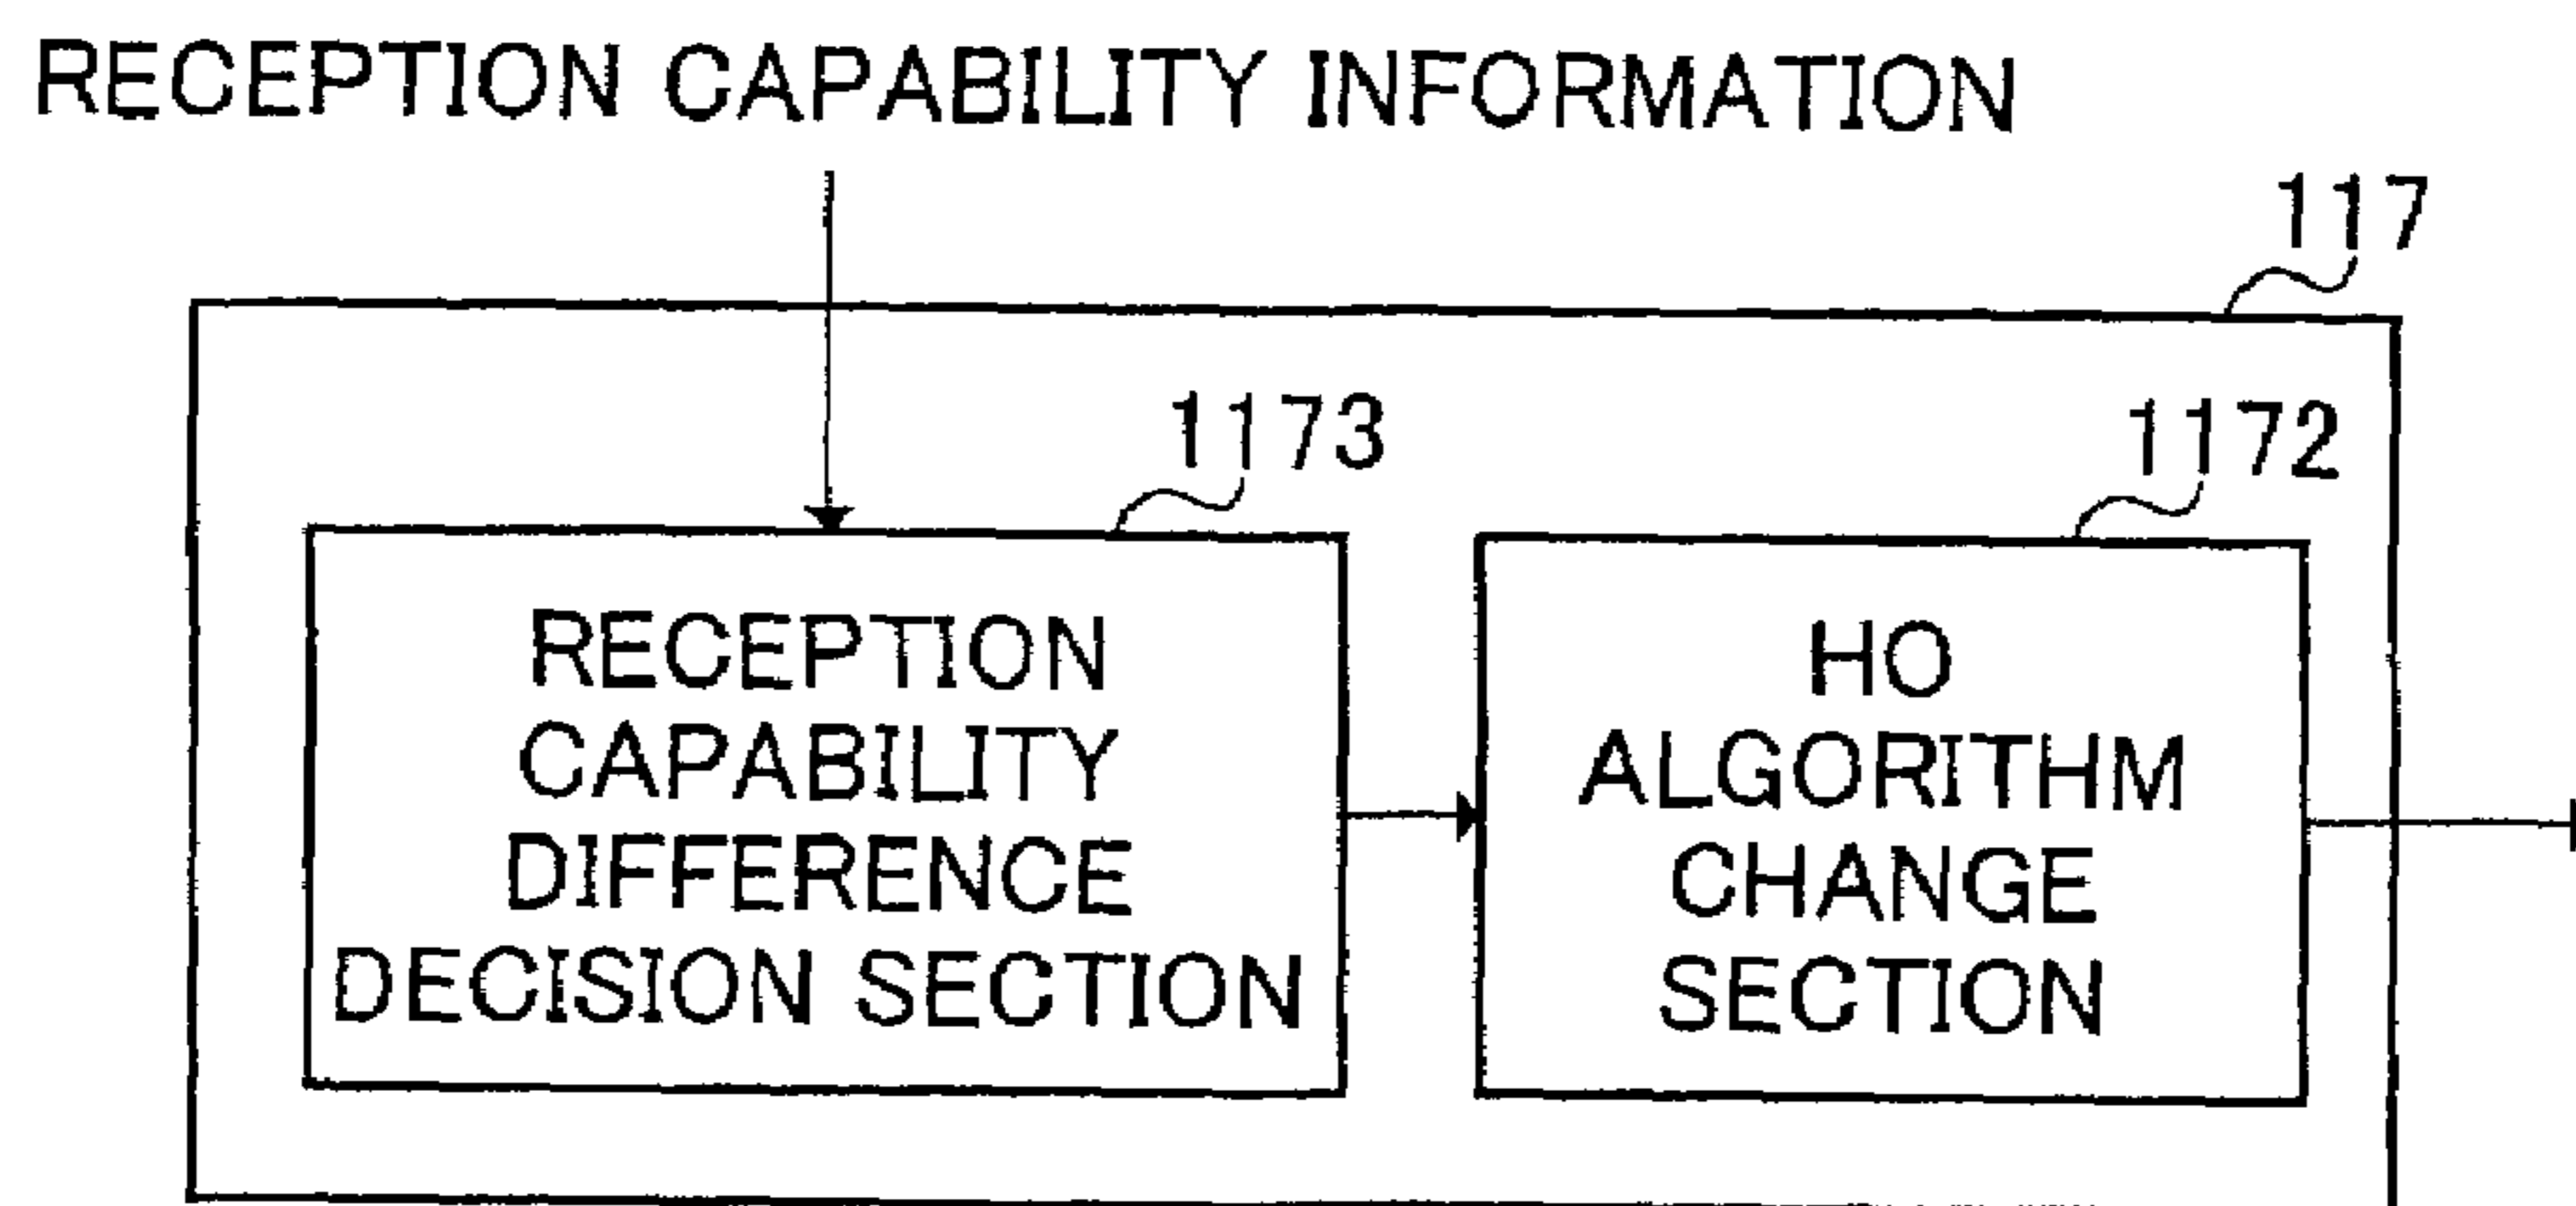 RECEPTION CAPABILITY INFORMATION
117
1173
1172
RECEPTION
CAPABILITY
DIFFERENCE
DECISION SECTION
HO
ALGORITHM
CHANGE
SECTION